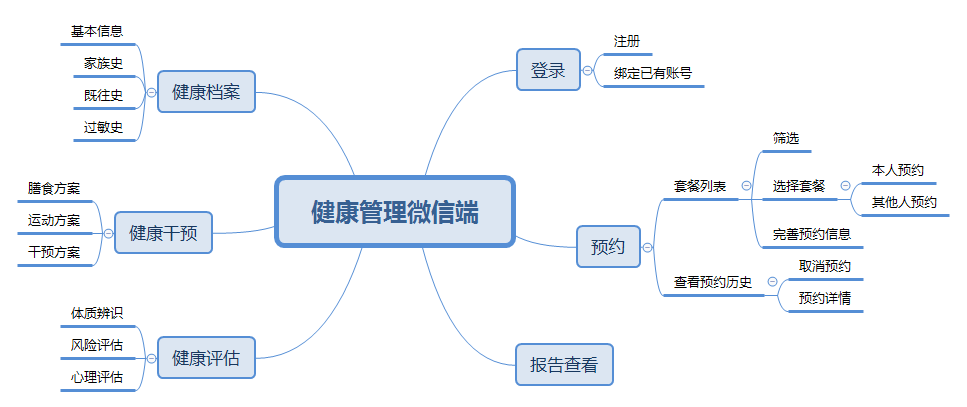 健康管理微信端
登录
注册
绑定已有账号
预约
套餐列表
筛选
选择套餐
本人预约
其他人预约
完善预约信息
查看预约历史
取消预约
预约详情
报告查看
健康档案
基本信息
家族史
既往史
过敏史
健康干预
膳食方案
运动方案
干预方案
健康评估
体质辨识
风险评估
心理评估